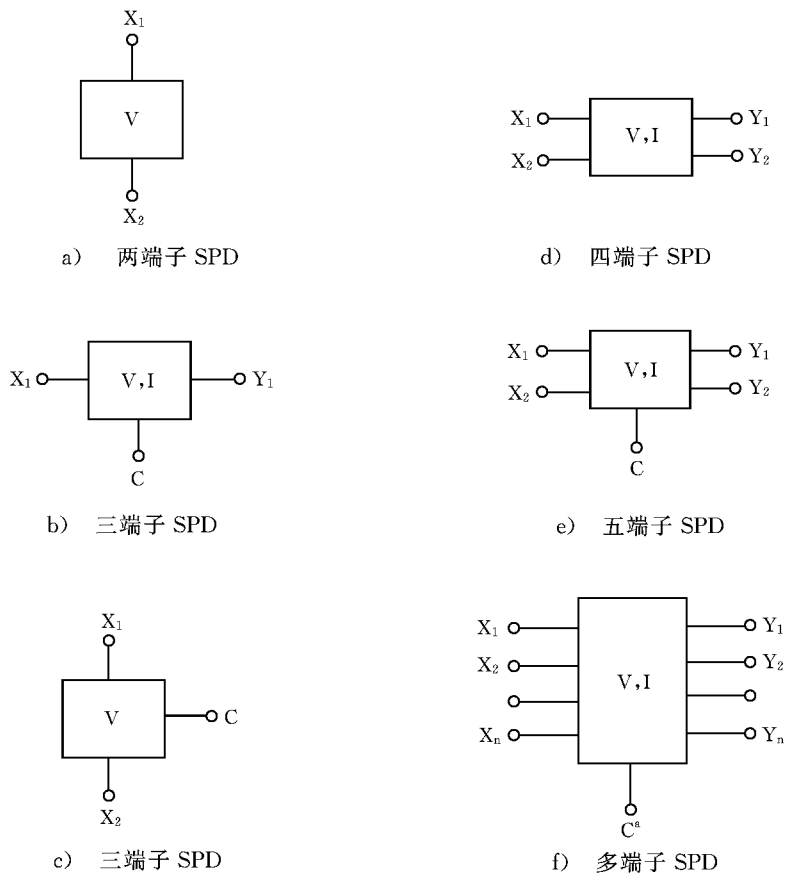 X₁
V
X₂
a) 两端子 SPD
X₁
V,I
Y₁
C
b) 三端子 SPD
X₁
V
C
X₂
c) 三端子 SPD
X₁
X₂
V,I
Y₁
Y₂
d) 四端子 SPD
X₁
X₂
V,I
Y₁
Y₂
C
e) 五端子 SPD
X₁
X₂
Xₙ
V,I
Y₁
Y₂
Yₙ
Cᵃ
f) 多端子 SPD